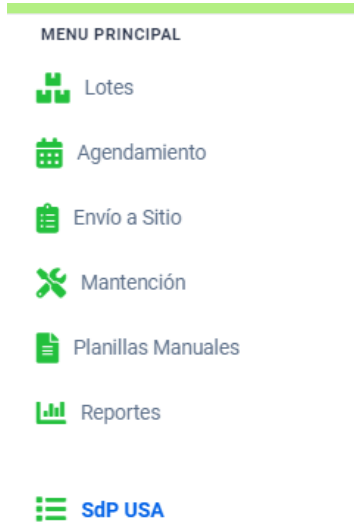 MENU PRINCIPAL
Lotes
Agendamiento
Envío a Sitio
Mantención
Planillas Manuales
Reportes
SdP USA